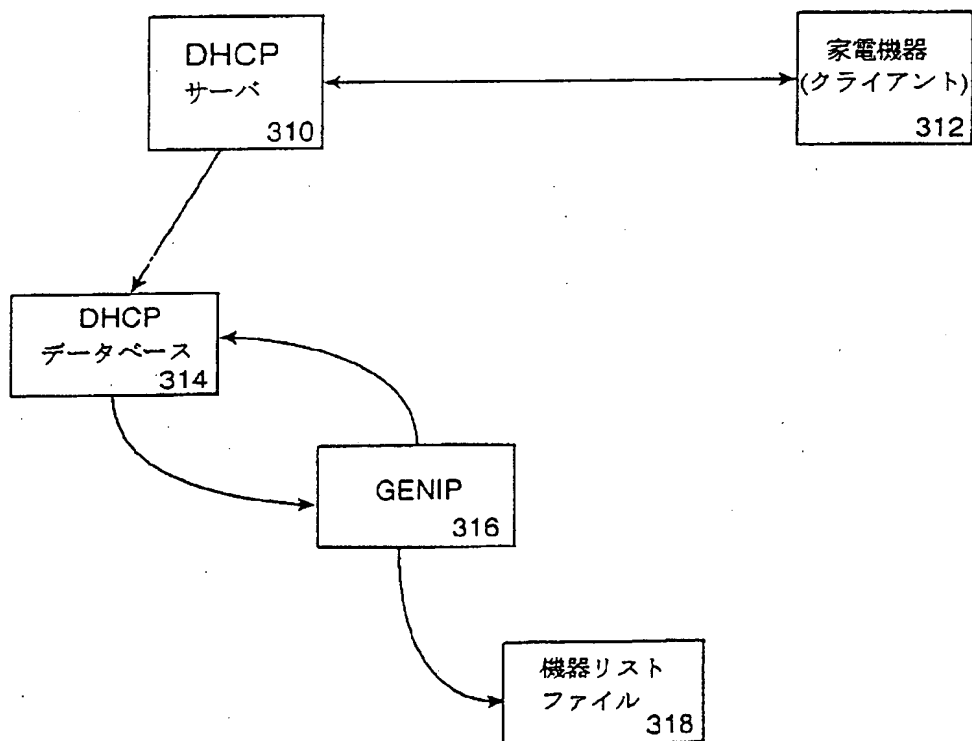 DHCP
サーバ
310
家電機器
(クライアント)
312
DHCP
データベース
314
GENIP
316
機器リスト
ファイル
318